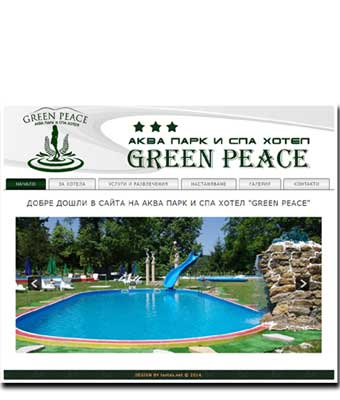 GREEN PEACE
АКВА ПАРК И СПА ХОТЕЛ
АКВА ПАРК И СПА ХОТЕЛ
GREEN PEACE
НАЧАЛО ЗА ХОТЕЛА УСЛУГИ И РАЗВЛЕЧЕНИЯ НАСТАНЯВАНЕ ГАЛЕРИЯ КОНТАКТИ
ДОБРЕ ДОШЛИ В САЙТА НА АКВА ПАРК И СПА ХОТЕЛ "GREEN PEACE"